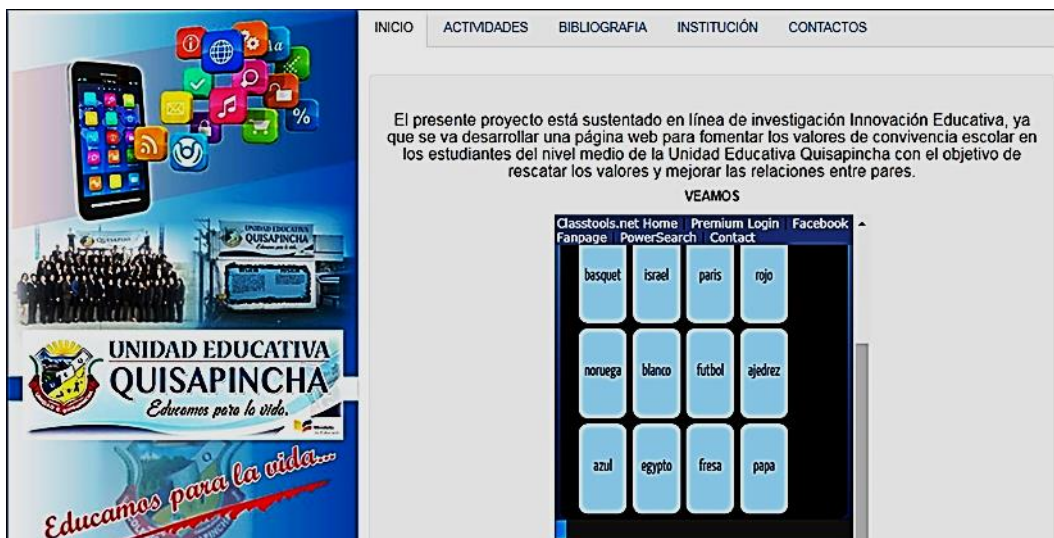 INICIO ACTIVIDADES BIBLIOGRAFIA INSTITUCIÓN CONTACTOS
El presente proyecto está sustentado en línea de investigación Innovación Educativa, ya
que se va desarrollar una página web para fomentar los valores de convivencia escolar en
los estudiantes del nivel medio de la Unidad Educativa Quisapincha con el objetivo de
rescatar los valores y mejorar las relaciones entre pares.
VEAMOS
Classtools.net Home Premium Login Facebook
Fanpage PowerSearch Contact
basquet israel paris rojo
noruega blanco futbol ajedrez
azul egypto fresa papa
Aa
%
UNIDAD EDUCATIVA
QUISAPINCHA
UNIDAD EDUCATIVA
QUISAPINCHA
Educamos para la vida.
Educamos para la vida...